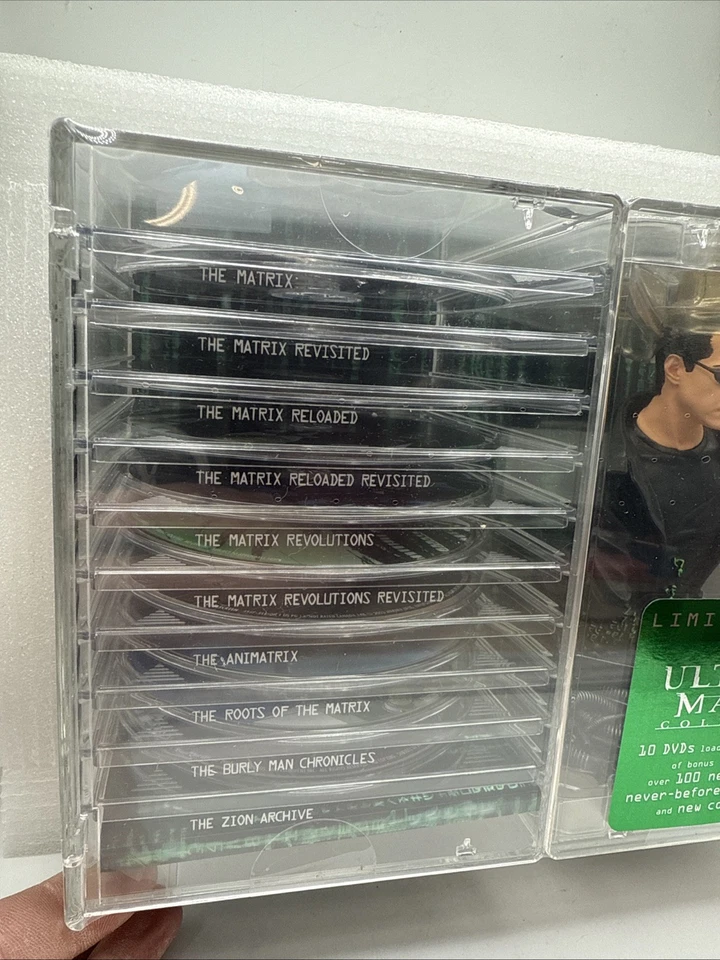 THE MATRIX
THE MATRIX REVISITED
THE MATRIX RELOADED
THE MATRIX RELOADED REVISITED
THE MATRIX REVOLUTIONS
THE MATRIX REVOLUTIONS REVISITED
THE ANIMATRIX
THE ROOTS OF THE MATRIX
THE BURLY MAN CHRONICLES
THE ZION ARCHIVE
LIMI
ULT
MA
COL
10 DVDs loa
of bonus
over 100 ne
never-before
and new co